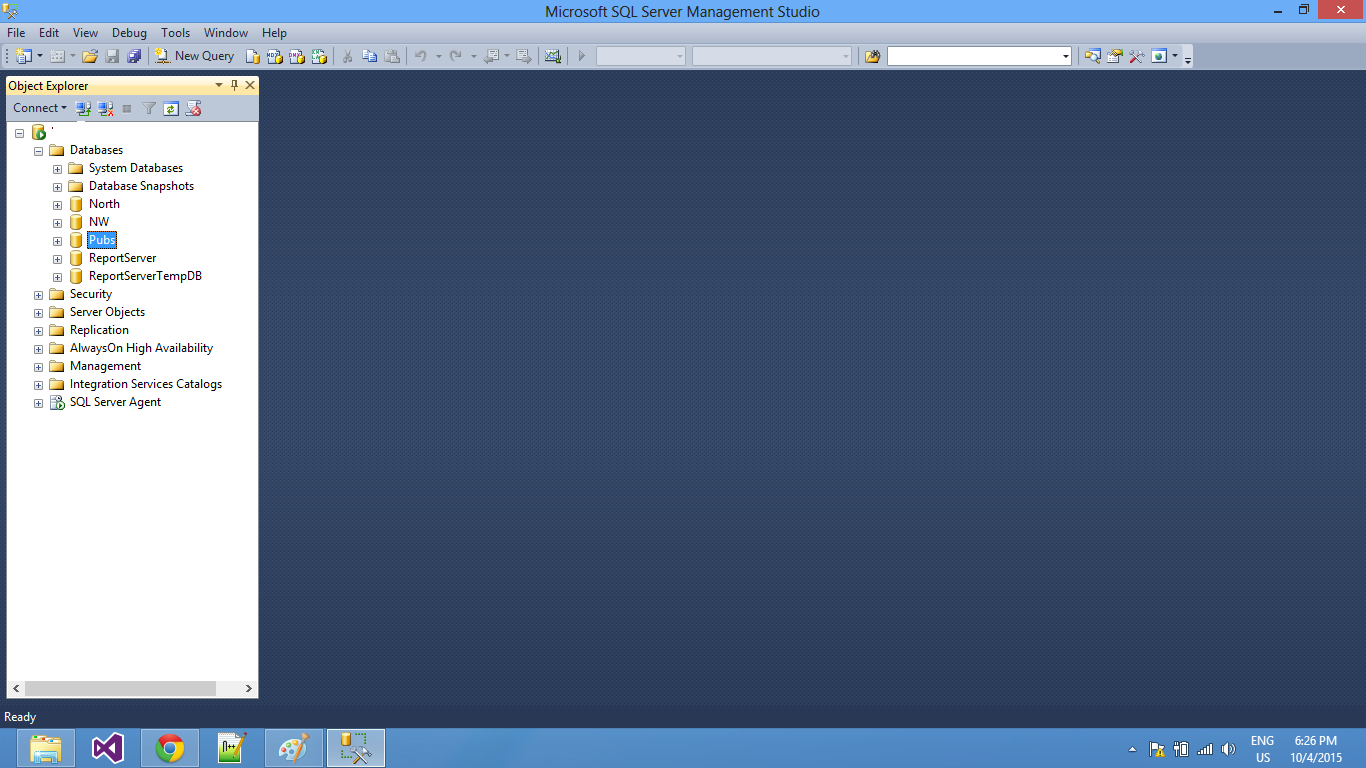 Microsoft SQL Server Management Studio
File Edit View Debug Tools Window Help
New Query
Object Explorer
Connect
Databases
System Databases
Database Snapshots
North
NW
Pubs
ReportServer
ReportServerTempDB
Security
Server Objects
Replication
AlwaysOn High Availability
Management
Integration Services Catalogs
SQL Server Agent
Ready
N++
ENG 6:26 PM
US 10/4/2015